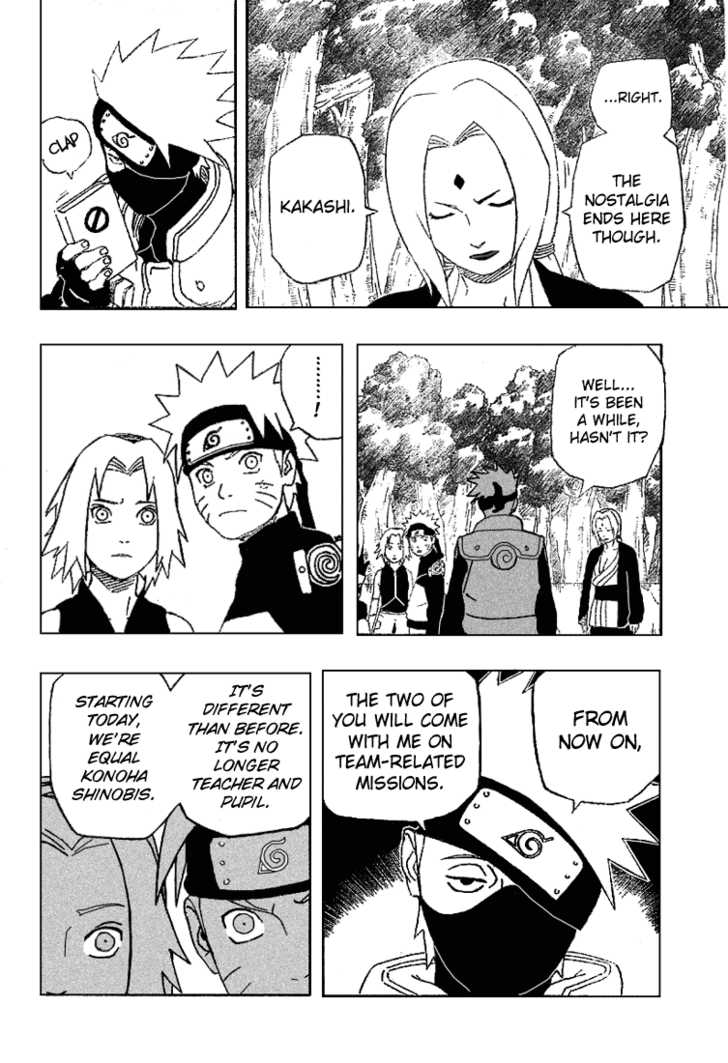 ...RIGHT.
THE
NOSTALGIA
ENDS HERE
THOUGH.
KAKASHI.
CLAP
WELL...
IT'S BEEN
A WHILE,
HASN'T IT?
........!
FROM
NOW ON,
THE TWO OF
YOU WILL COME
WITH ME ON
TEAM-RELATED
MISSIONS.
IT'S
DIFFERENT
THAN BEFORE.
IT'S NO
LONGER
TEACHER AND
PUPIL.
STARTING
TODAY,
WE'RE
EQUAL
KONOHA
SHINOBIS.